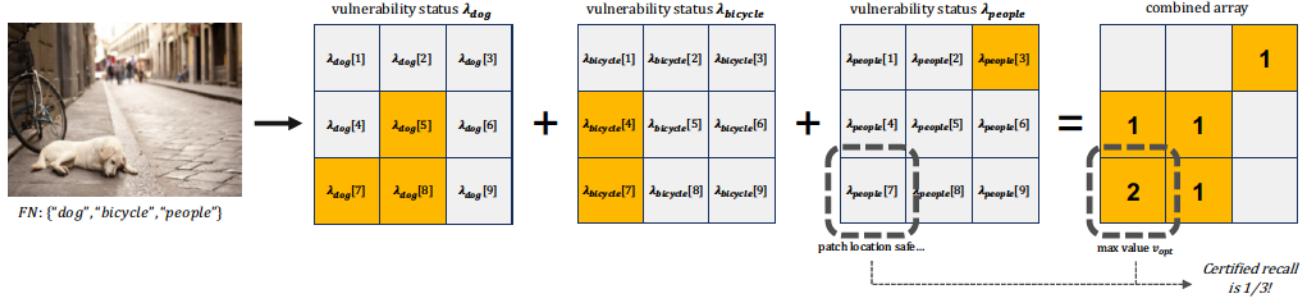 vulnerability status λdog
vulnerability status λbicycle
vulnerability status λpeople
combined array
λdog[1] λdog[2] λdog[3]
λdog[4] λdog[5] λdog[6]
λdog[7] λdog[8] λdog[9]
+
λbicycle[1] λbicycle[2] λbicycle[3]
λbicycle[4] λbicycle[5] λbicycle[6]
λbicycle[7] λbicycle[8] λbicycle[9]
+
λpeople[1] λpeople[2] λpeople[3]
λpeople[4] λpeople[5] λpeople[6]
λpeople[7] λpeople[8] λpeople[9]
=
1
1 1
2 1
FN: {"dog","bicycle","people"}
patch location safe...
max value vopt
Certified recall
is 1/3!